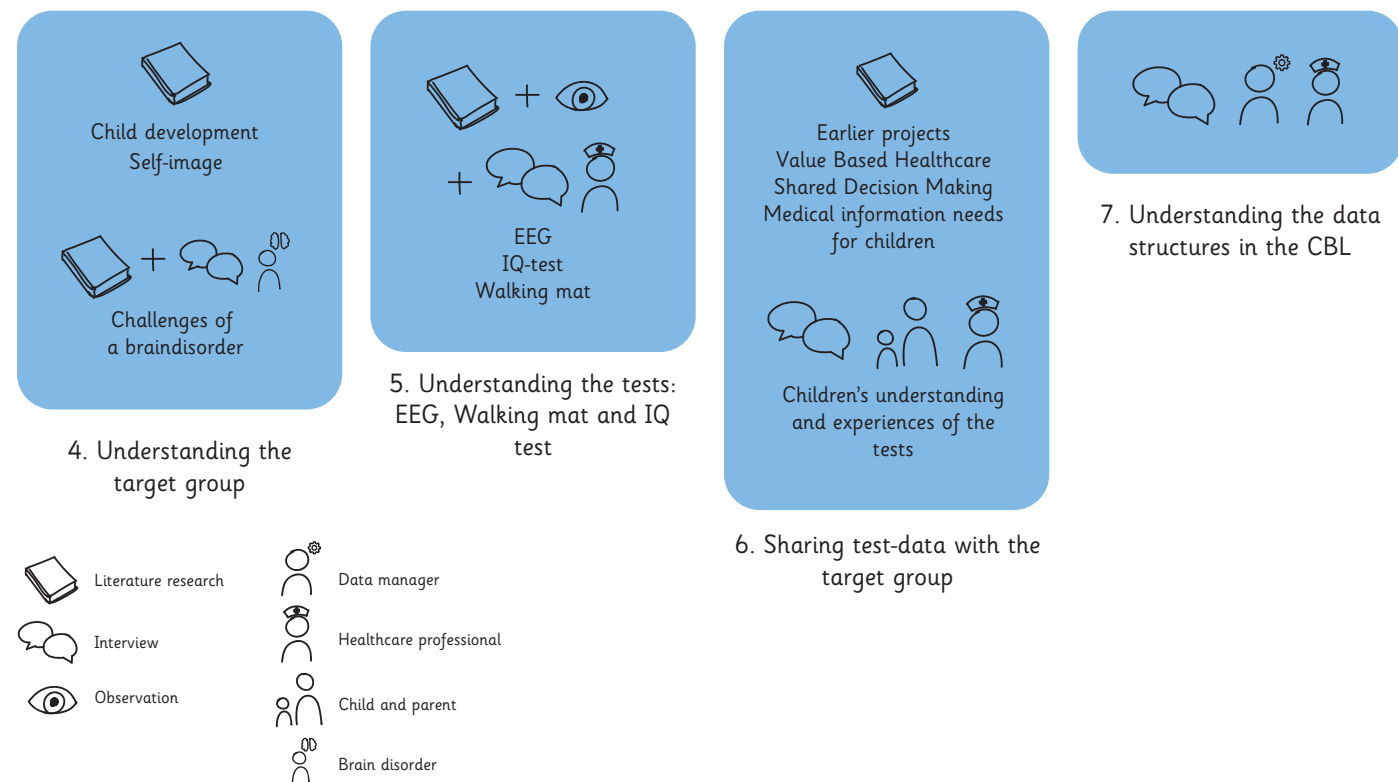 Child development
Self-image
Challenges of
a braindisorder
4. Understanding the
target group
EEG
IQ-test
Walking mat
5. Understanding the tests:
EEG, Walking mat and IQ
test
Earlier projects
Value Based Healthcare
Shared Decision Making
Medical information needs
for children
Children’s understanding
and experiences of the
tests
6. Sharing test-data with the
target group
7. Understanding the data
structures in the CBL
Literature research
Interview
Observation
Data manager
Healthcare professional
Child and parent
Brain disorder